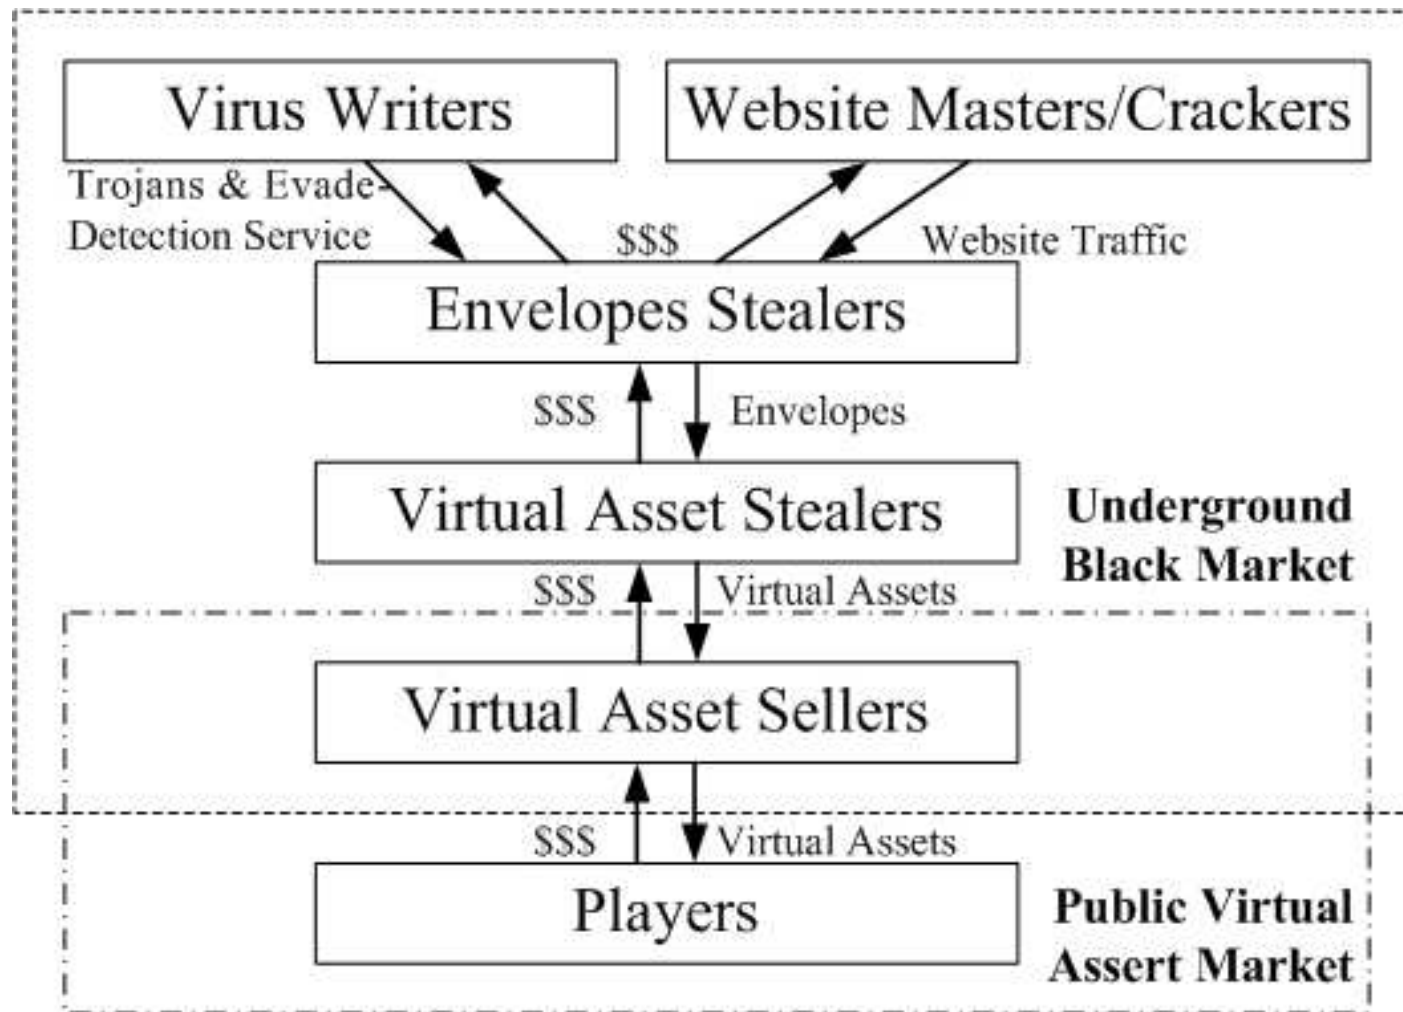 Virus Writers
Website Masters/Crackers
Trojans & Evade-
Detection Service
$$$
Website Traffic
Envelopes Stealers
$$$
Envelopes
Virtual Asset Stealers
Underground
Black Market
$$$
Virtual Assets
Virtual Asset Sellers
$$$
Virtual Assets
Players
Public Virtual
Assert Market